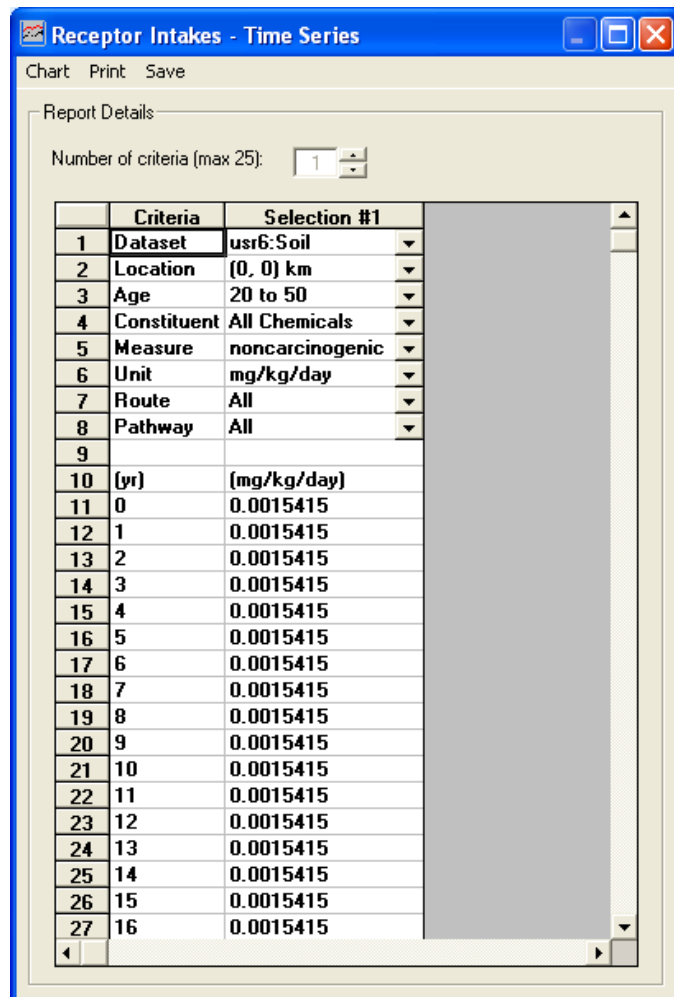 Receptor Intakes - Time Series
Chart Print Save
Report Details
Number of criteria (max 25): 1
Criteria Selection #1
1 Dataset usr6:Soil
2 Location (0, 0) km
3 Age 20 to 50
4 Constituent All Chemicals
5 Measure noncarcinogenic
6 Unit mg/kg/day
7 Route All
8 Pathway All
9
10 (yr) (mg/kg/day)
11 0 0.0015415
12 1 0.0015415
13 2 0.0015415
14 3 0.0015415
15 4 0.0015415
16 5 0.0015415
17 6 0.0015415
18 7 0.0015415
19 8 0.0015415
20 9 0.0015415
21 10 0.0015415
22 11 0.0015415
23 12 0.0015415
24 13 0.0015415
25 14 0.0015415
26 15 0.0015415
27 16 0.0015415